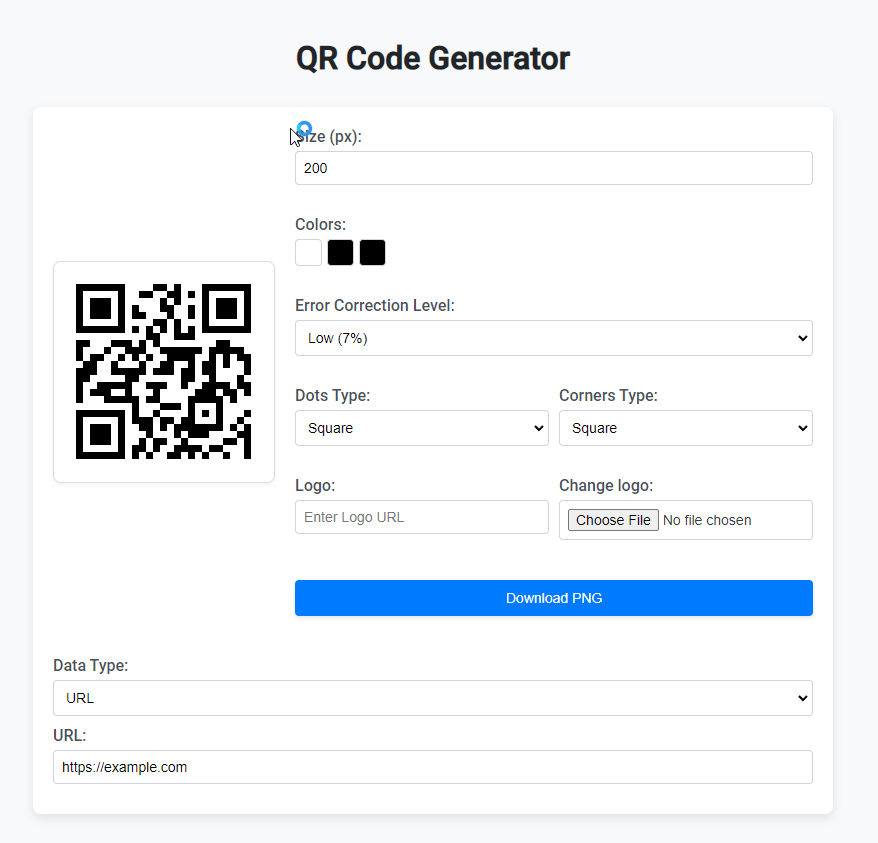 QR Code Generator
Size (px):
200
Colors:
Error Correction Level:
Low (7%)
Dots Type: Corners Type:
Square Square
Logo: Change logo:
Enter Logo URL Choose File No file chosen
Download PNG
Data Type:
URL
URL:
https://example.com